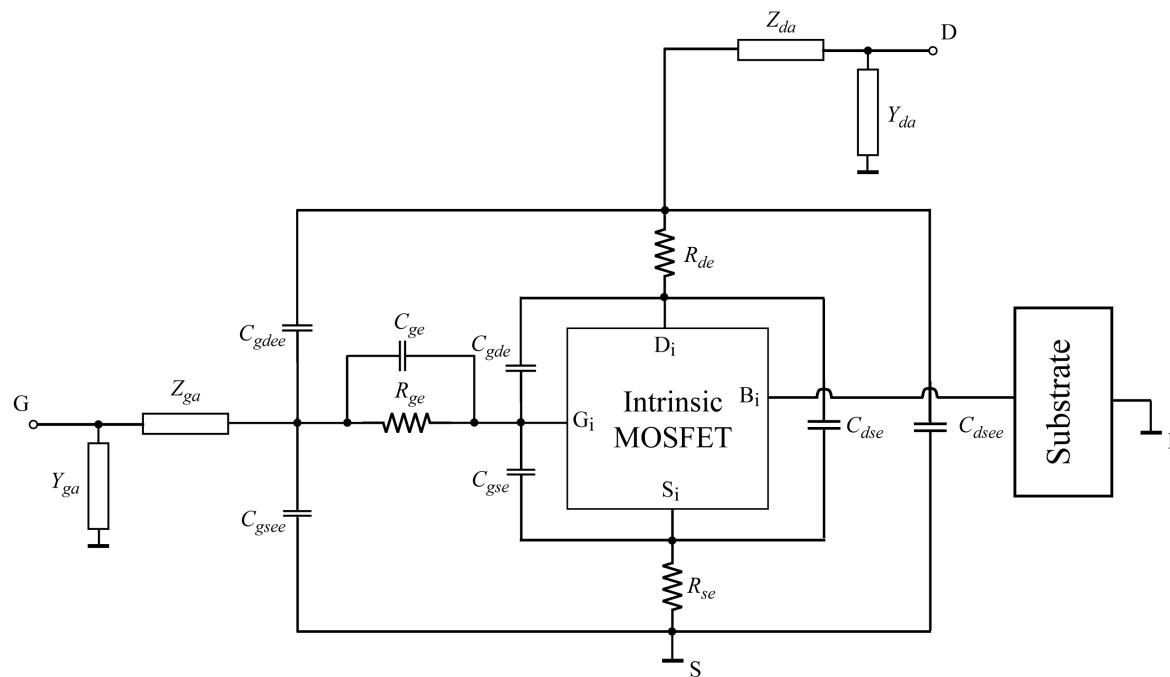 Z_da
D
Y_da
R_de
C_gdee
C_ge
C_gde
D_i
Z_ga
R_ge
G
G_i
Intrinsic
MOSFET
B_i
C_dse
C_dsee
Substrate
Y_ga
C_gse
S_i
C_gsee
R_se
S